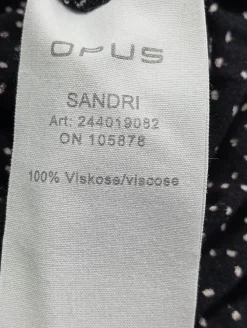 OPUS
SANDRI
Art: 244019082
ON 105878
100% Viskose/viscose